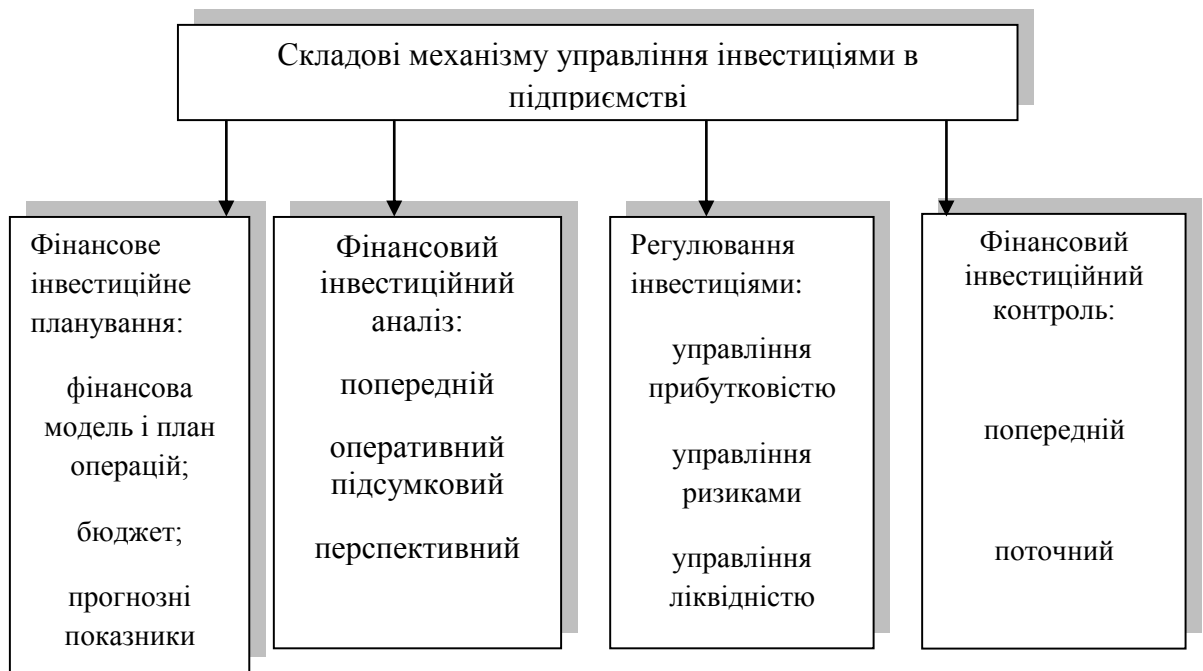 Складові механізму управління інвестиціями в
підприємстві
Фінансове
інвестиційне
планування:
фінансова
модель і план
операцій;
бюджет;
прогнозні
показники
Фінансовий
інвестиційний
аналіз:
попередній
оперативний
підсумковий
перспективний
Регулювання
інвестиціями:
управління
прибутковістю
управління
ризиками
управління
ліквідністю
Фінансовий
інвестиційний
контроль:
попередній
поточний